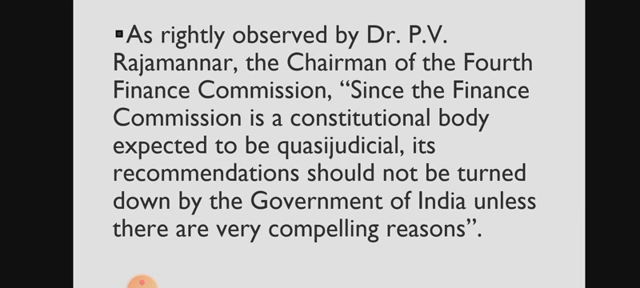 ▪As rightly observed by Dr. P.V.
Rajamannar, the Chairman of the Fourth
Finance Commission, “Since the Finance
Commission is a constitutional body
expected to be quasijudicial, its
recommendations should not be turned
down by the Government of India unless
there are very compelling reasons”.